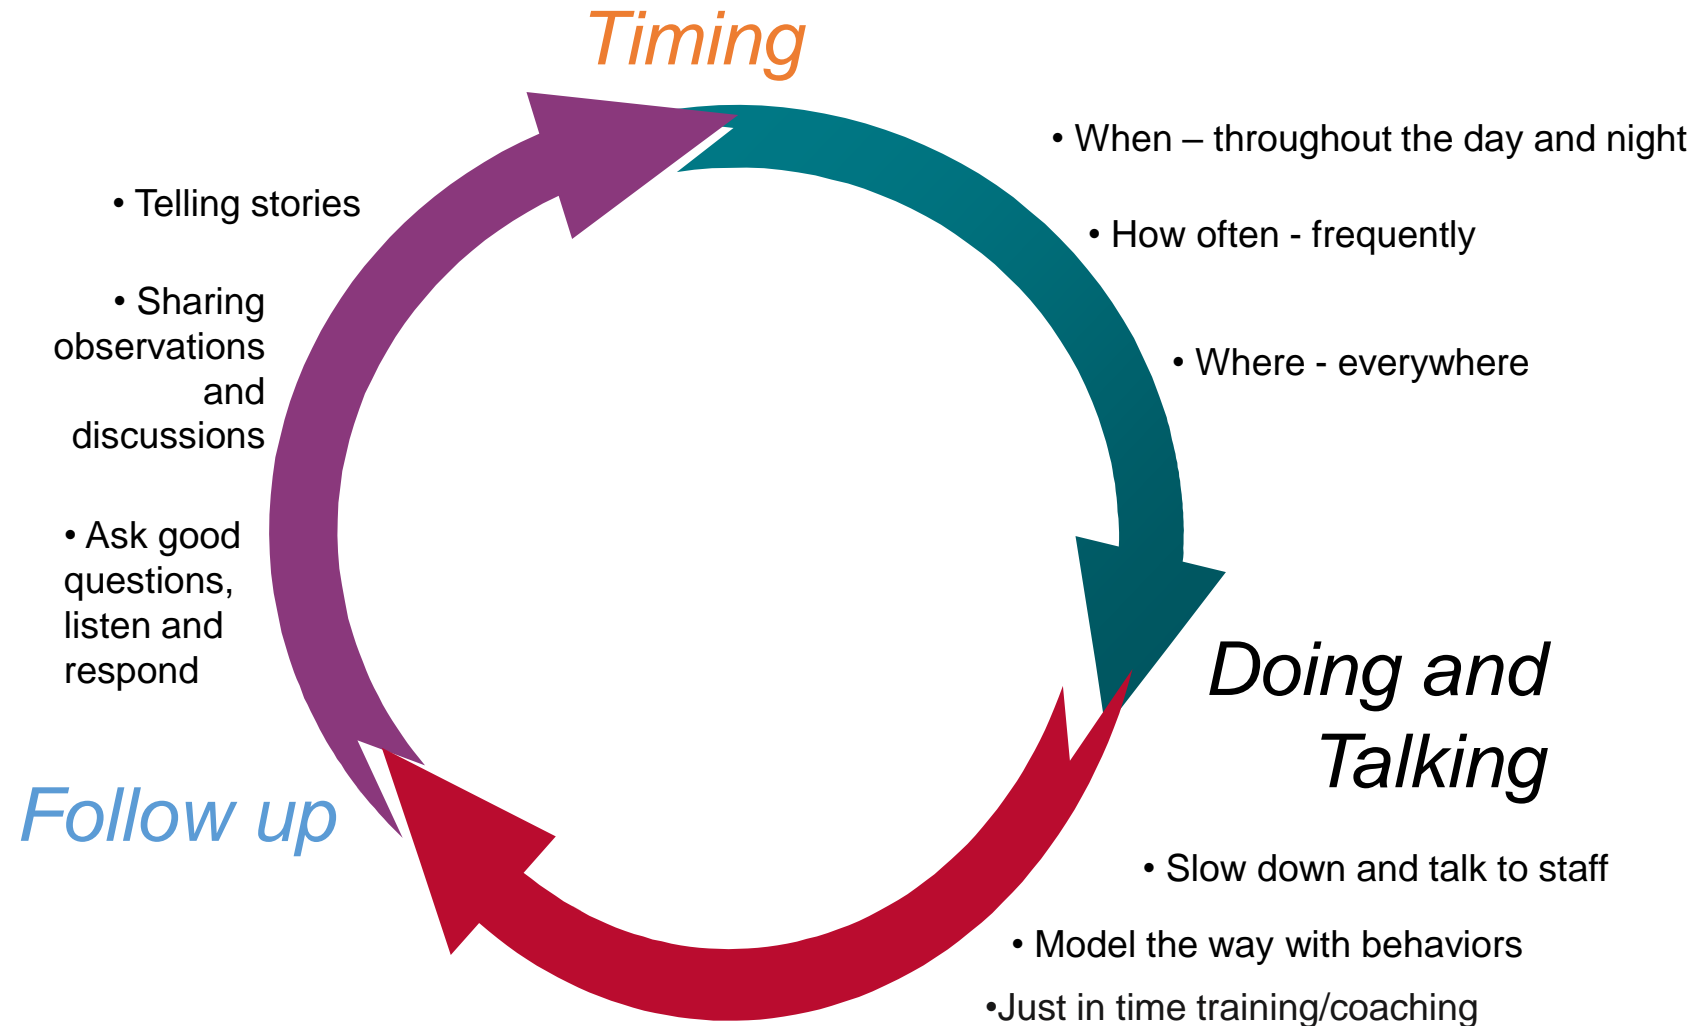 Timing
• When – throughout the day and night
• How often - frequently
• Where - everywhere
Doing and
Talking
• Slow down and talk to staff
• Model the way with behaviors
•Just in time training/coaching
Follow up
• Ask good
questions,
listen and
respond
• Sharing
observations
and
discussions
• Telling stories